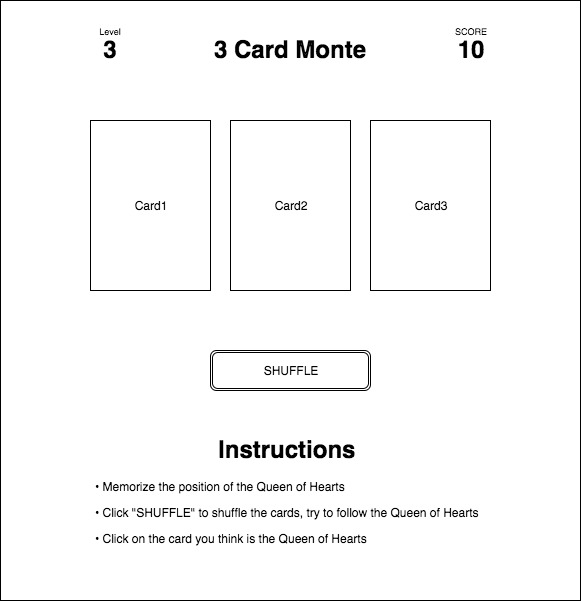 Level
3
3 Card Monte
SCORE
10
Card1
Card2
Card3
SHUFFLE
Instructions
• Memorize the position of the Queen of Hearts
• Click "SHUFFLE" to shuffle the cards, try to follow the Queen of Hearts
• Click on the card you think is the Queen of Hearts